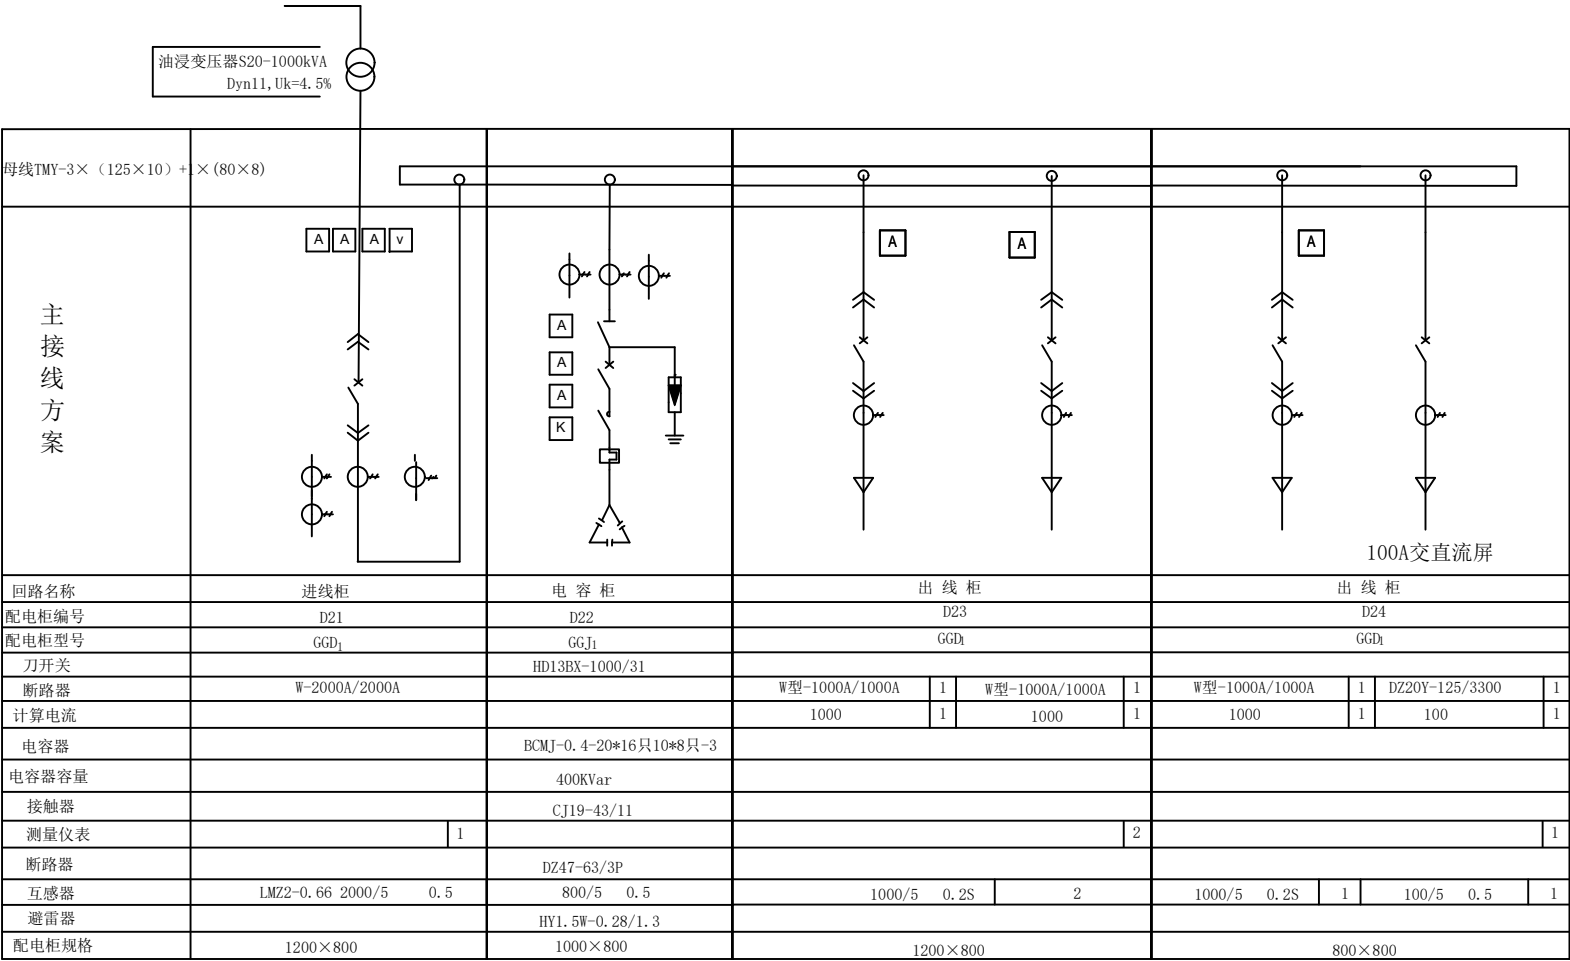 油浸变压器S20-1000kVA
Dyn11,Uk=4.5%
母线TMY-3×（125×10）+1×(80×8)
A A A v
A
A
A
A
A
A
K
主接线方案
100A交直流屏
回路名称 进线柜 电 容 柜 出 线 柜 出 线 柜
配电柜编号 D21 D22 D23 D24
配电柜型号 GGD1 GGJ1 GGD1 GGD1
刀开关 HD13BX-1000/31
断路器 W-2000A/2000A W型-1000A/1000A 1 W型-1000A/1000A 1 W型-1000A/1000A 1 DZ20Y-125/3300 1
计算电流 1000 1 1000 1 1000 1 100 1
电容器 BCMJ-0.4-20*16只10*8只-3
电容器容量 400KVar
接触器 CJ19-43/11
测量仪表 1 2 1
断路器 DZ47-63/3P
互感器 LMZ2-0.66 2000/5 0.5 800/5 0.5 1000/5 0.2S 2 1000/5 0.2S 1 100/5 0.5 1
避雷器 HY1.5W-0.28/1.3
配电柜规格 1200×800 1000×800 1200×800 800×800